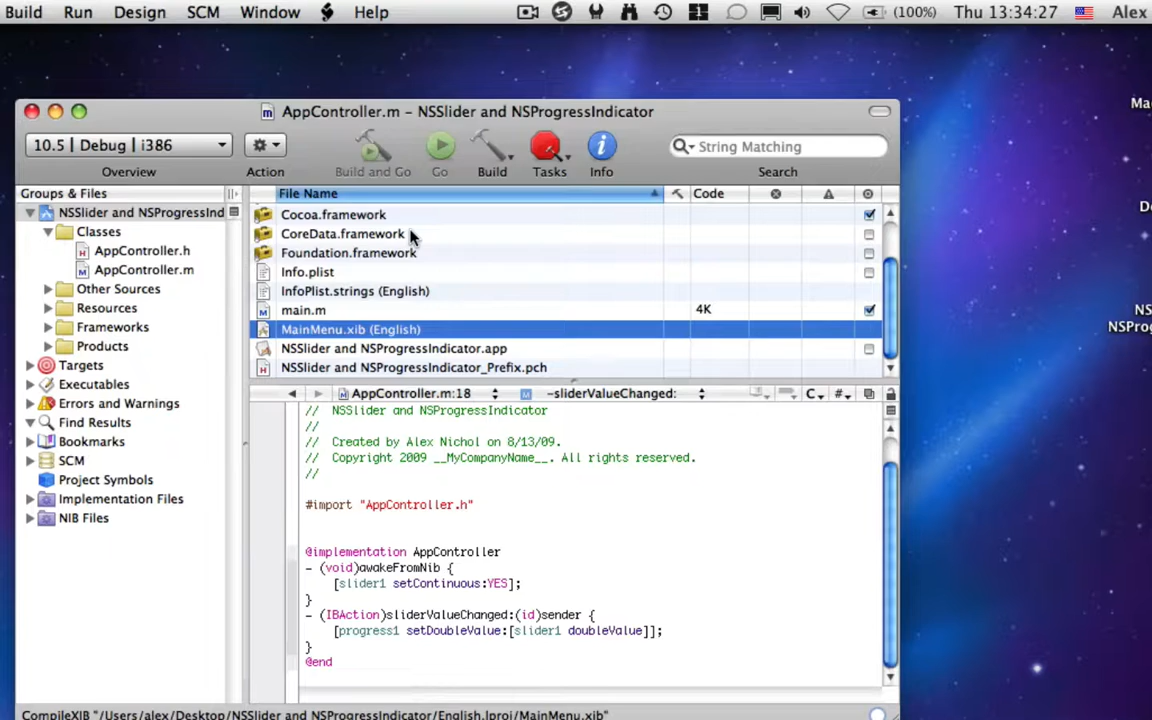 Build Run Design SCM Window Help (100%) Thu 13:34:27 Alex
Ma
De
NS
NSProg
AppController.m – NSSlider and NSProgressIndicator
10.5 | Debug | i386
String Matching
Overview Action Build and Go Go Build Tasks Info Search
Groups & Files
File Name Code
NSSlider and NSProgressInd
Classes
AppController.h
AppController.m
Other Sources
Resources
Frameworks
Products
Targets
Executables
Errors and Warnings
Find Results
Bookmarks
SCM
Project Symbols
Implementation Files
NIB Files
Cocoa.framework
CoreData.framework
Foundation.framework
Info.plist
InfoPlist.strings (English)
main.m 4K
MainMenu.xib (English)
NSSlider and NSProgressIndicator.app
NSSlider and NSProgressIndicator_Prefix.pch
AppController.m:18 -sliderValueChanged: C #
// NSSlider and NSProgressIndicator
//
// Created by Alex Nichol on 8/13/09.
// Copyright 2009 __MyCompanyName__. All rights reserved.
//
#import "AppController.h"
@implementation AppController
- (void)awakeFromNib {
[slider1 setContinuous:YES];
}
- (IBAction)sliderValueChanged:(id)sender {
[progress1 setDoubleValue:[slider1 doubleValue]];
}
@end
CompileXIB "/Users/alex/Desktop/NSSlider and NSProgressIndicator/English.lproj/MainMenu.xib"